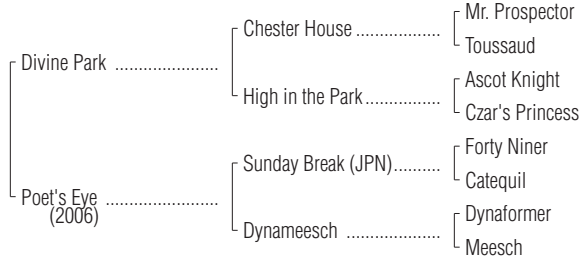 Mr. Prospector
Chester House ...................
Toussaud
Divine Park .......................
Ascot Knight
High in the Park.................
Czar's Princess
Forty Niner
Sunday Break (JPN)..........
Catequil
Poet's Eye .........................
(2006)
Dynaformer
Dynameesch .....................
Meesch